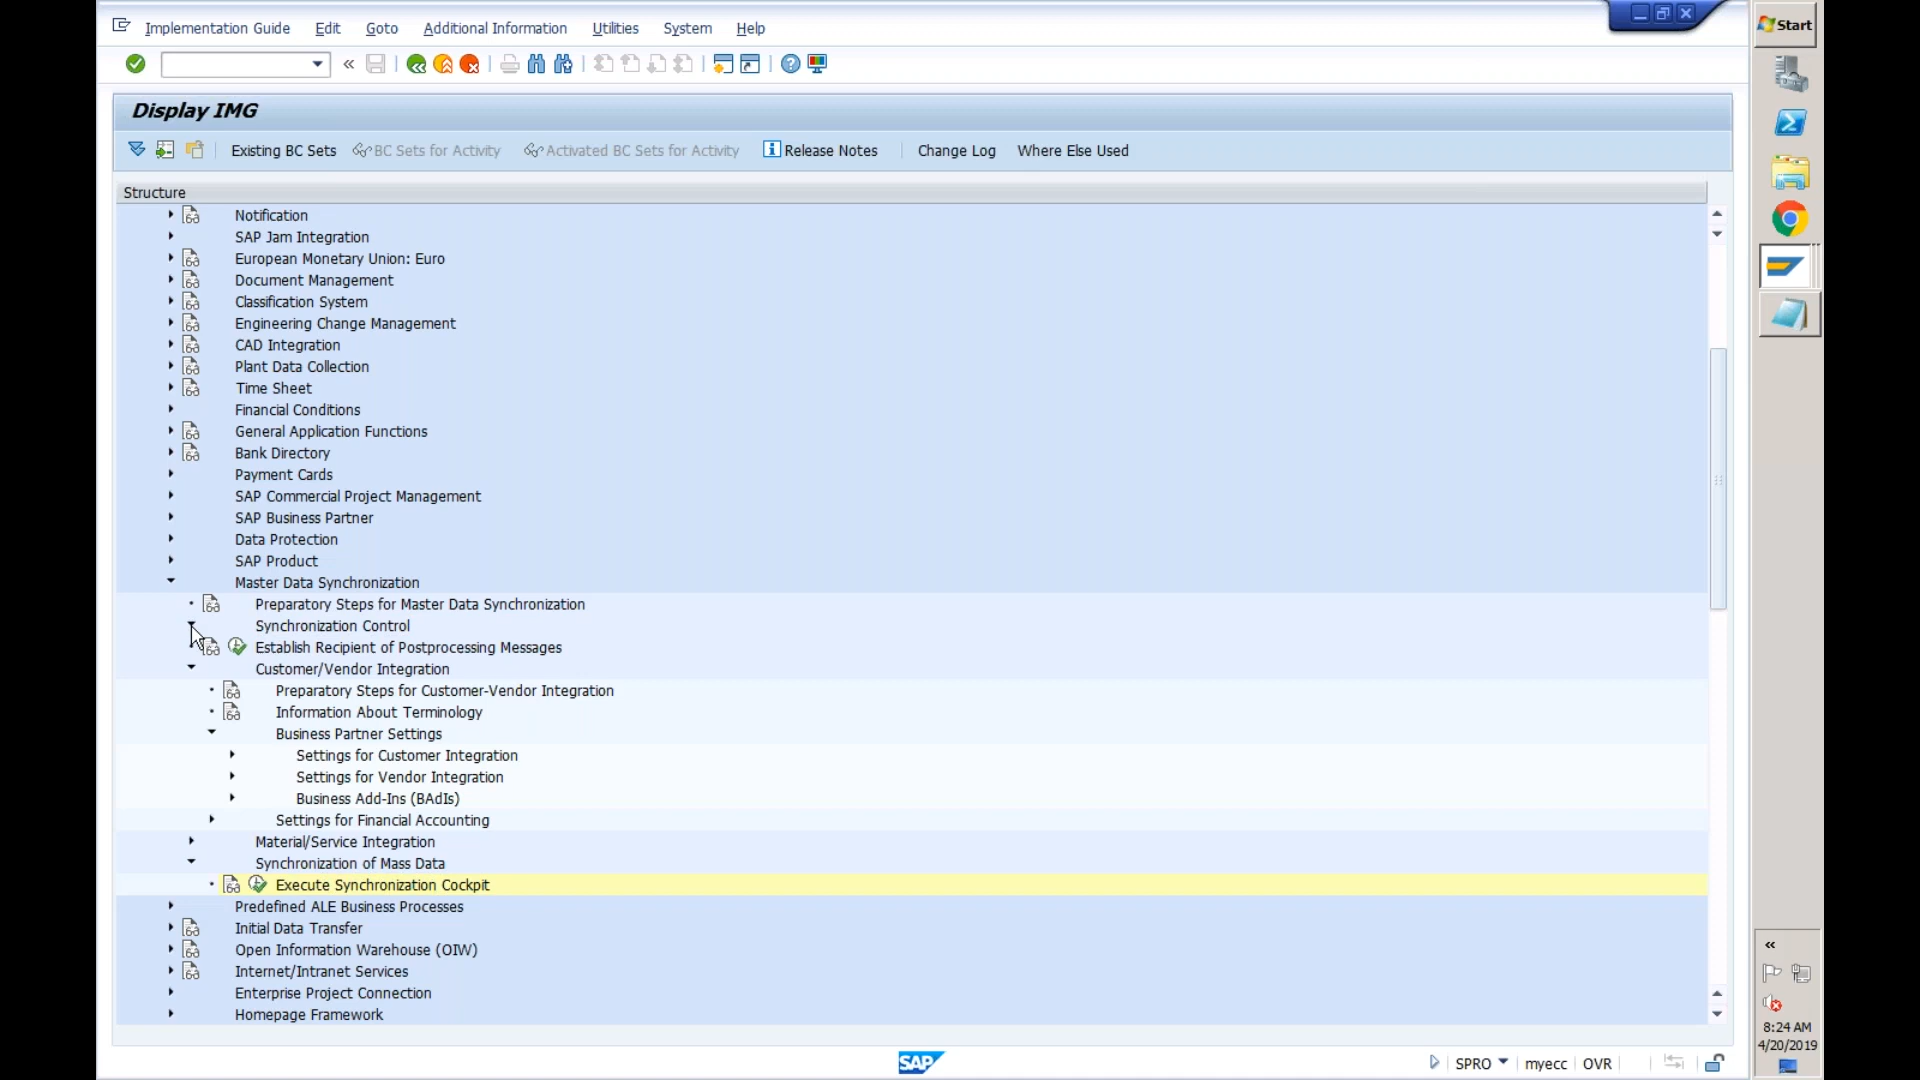 Implementation Guide Edit Goto Additional Information Utilities System Help
Start
Display IMG
Existing BC Sets BC Sets for Activity Activated BC Sets for Activity Release Notes Change Log Where Else Used
Structure
Notification
SAP Jam Integration
European Monetary Union: Euro
Document Management
Classification System
Engineering Change Management
CAD Integration
Plant Data Collection
Time Sheet
Financial Conditions
General Application Functions
Bank Directory
Payment Cards
SAP Commercial Project Management
SAP Business Partner
Data Protection
SAP Product
Master Data Synchronization
Preparatory Steps for Master Data Synchronization
Synchronization Control
Establish Recipient of Postprocessing Messages
Customer/Vendor Integration
Preparatory Steps for Customer-Vendor Integration
Information About Terminology
Business Partner Settings
Settings for Customer Integration
Settings for Vendor Integration
Business Add-Ins (BAdIs)
Settings for Financial Accounting
Material/Service Integration
Synchronization of Mass Data
Execute Synchronization Cockpit
Predefined ALE Business Processes
Initial Data Transfer
Open Information Warehouse (OIW)
Internet/Intranet Services
Enterprise Project Connection
Homepage Framework
SAP
SPRO myecc OVR
8:24 AM
4/20/2019